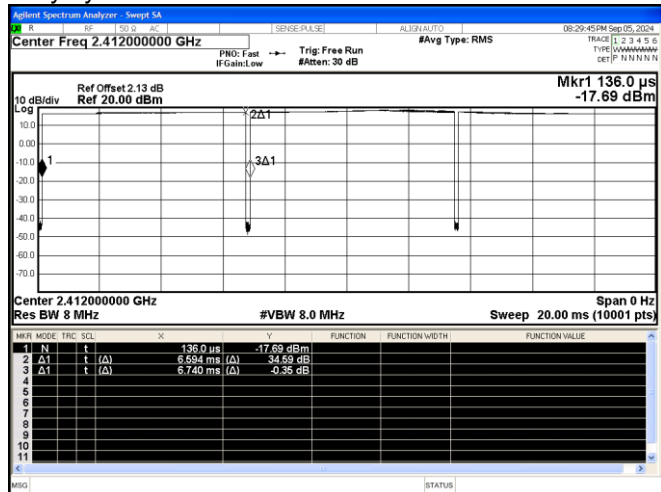 Agilent Spectrum Analyzer - Swept SA
R RF 50 Ω AC SENSE:PULSE ALIGN AUTO 08:29:45 PM Sep 05, 2024
Center Freq 2.412000000 GHz #Avg Type: RMS TRACE 1 2 3 4 5 6
PNO: Fast Trig: Free Run TYPE
IFGain:Low #Atten: 30 dB DET P N N N N N
Mkr1 136.0 µs
Ref Offset 2.13 dB
10 dB/div Ref 20.00 dBm -17.69 dBm
Log
10.0
0.00
-10.0
-20.0
-30.0
-40.0
-50.0
-60.0
-70.0
2Δ1
1 3Δ1
Center 2.412000000 GHz Span 0 Hz
Res BW 8 MHz #VBW 8.0 MHz Sweep 20.00 ms (10001 pts)
MKR MODE TRC SCL X Y FUNCTION FUNCTION WIDTH FUNCTION VALUE
1 N t 136.0 µs -17.69 dBm
2 Δ1 t (Δ) 6.594 ms (Δ) 34.59 dB
3 Δ1 t (Δ) 6.740 ms (Δ) -0.35 dB
4
5
6
7
8
9
10
11
MSG STATUS